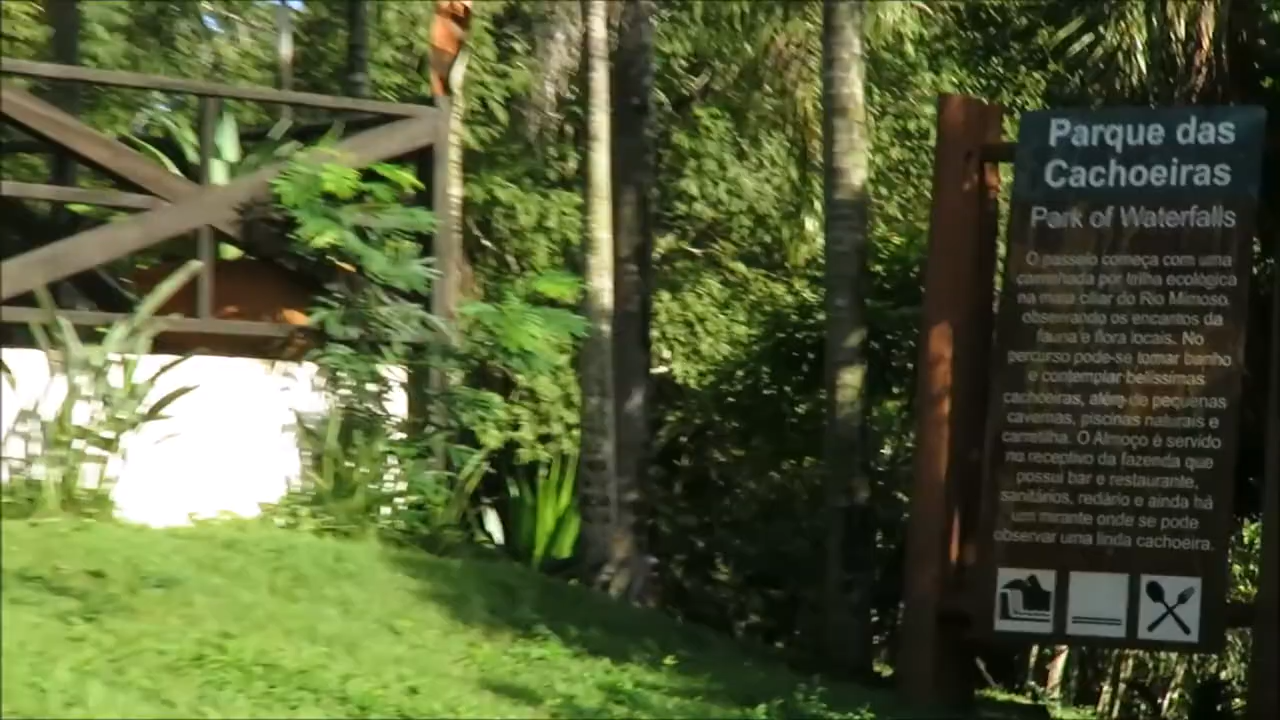 Parque das
Cachoeiras
Park of Waterfalls
O passeio começa com uma
caminhada por trilha ecológica
na mata ciliar do Rio Mimoso,
observando os encantos da
fauna e flora locais. No
percurso pode-se tomar banho
e contemplar belíssimas
cachoeiras, além de pequenas
cavernas, piscinas naturais e
carretilha. O Almoço é servido
no receptivo da fazenda que
possui bar e restaurante,
sanitários, redário e ainda há
um mirante onde se pode
observar uma linda cachoeira.